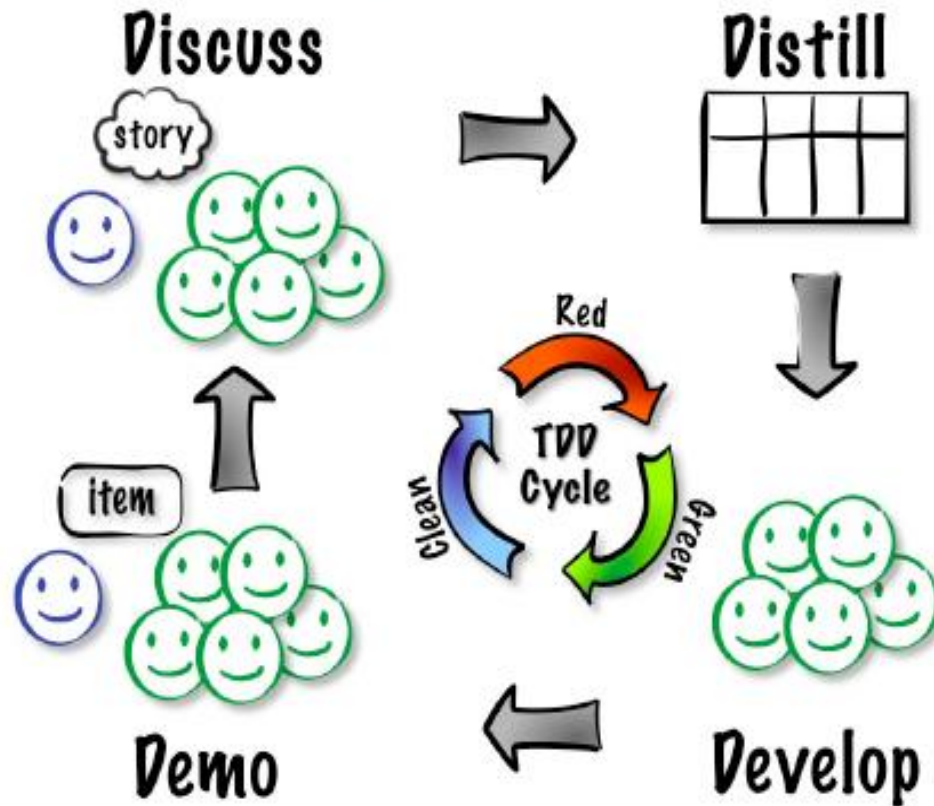 Discuss
Distill
story
Red
TDD
Cycle
Clean
Green
item
Demo
Develop